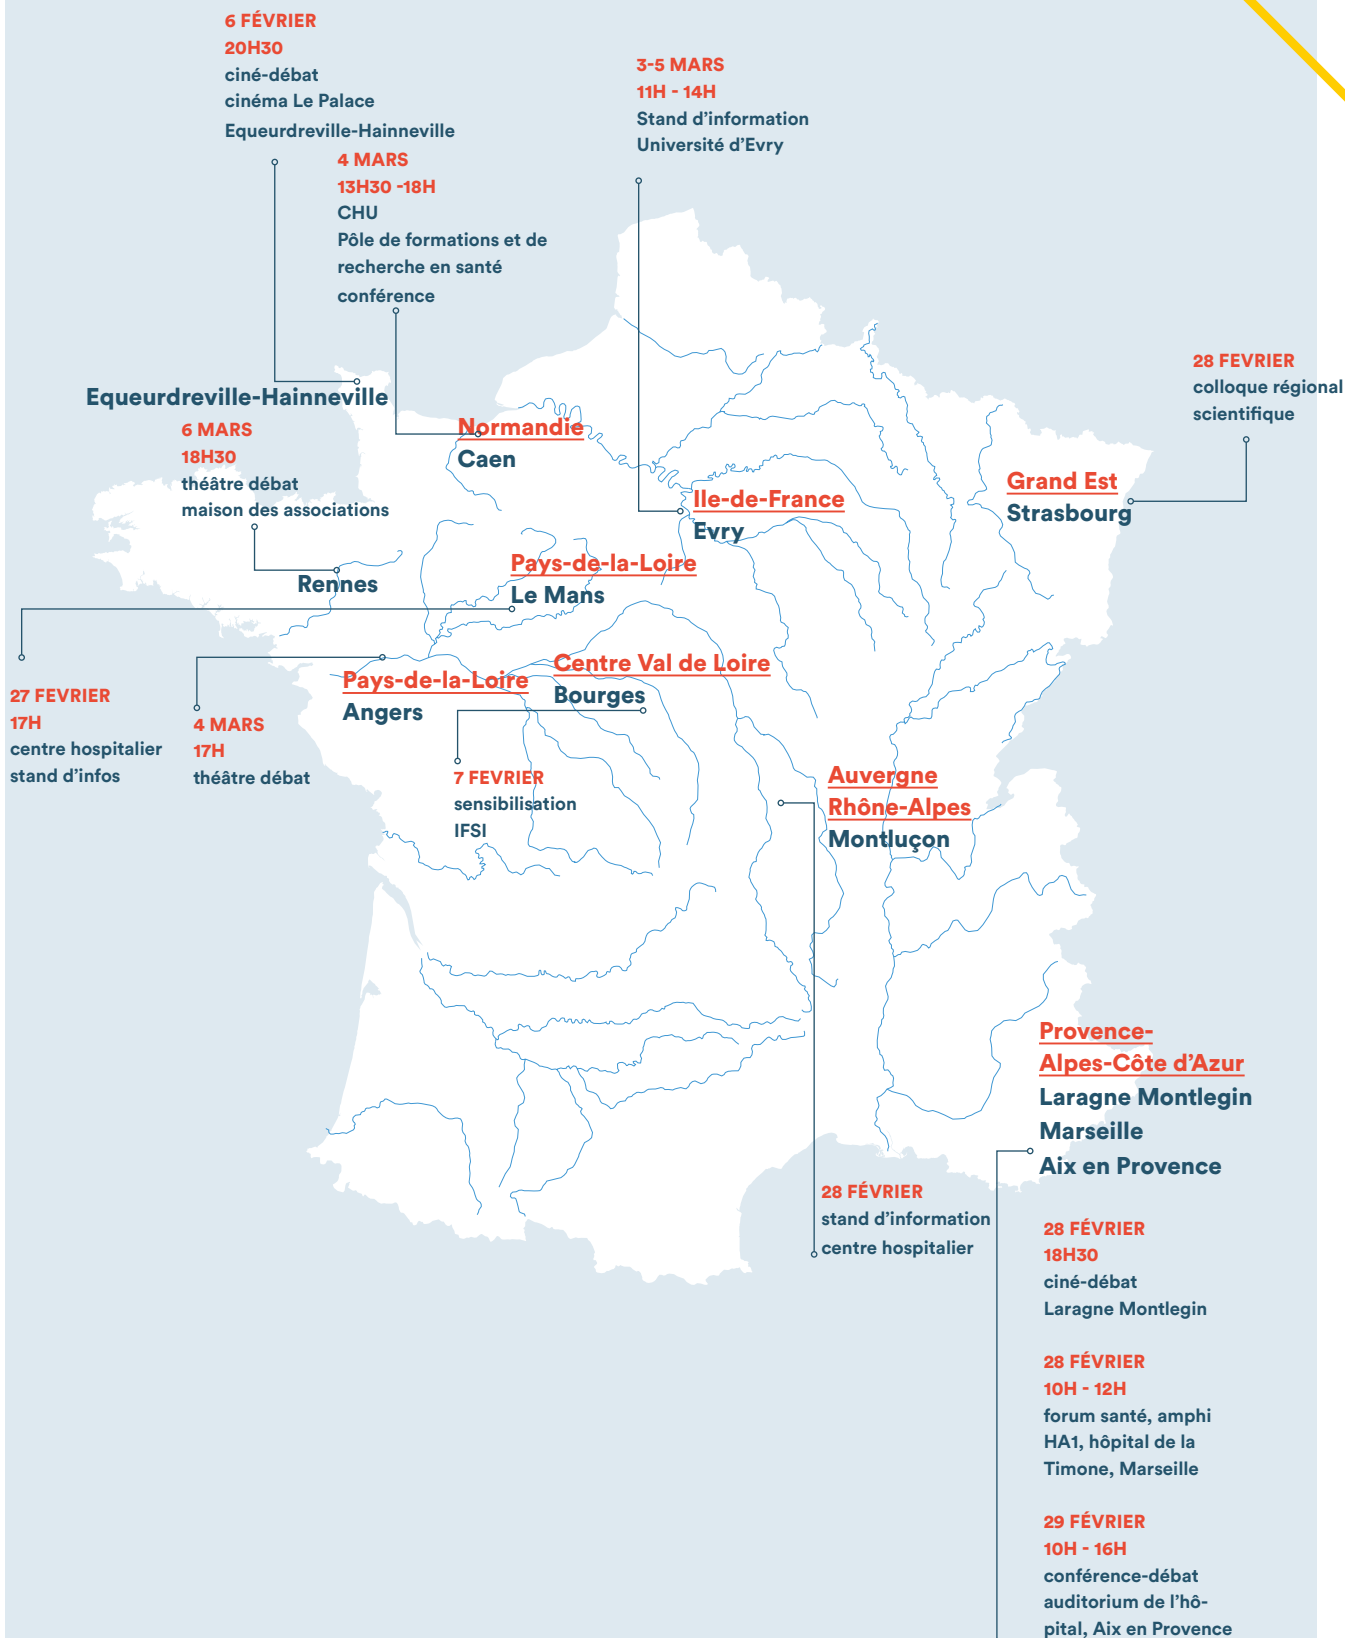 6 FÉVRIER
20H30
ciné-débat
cinéma Le Palace
Equeurdreville-Hainneville
4 MARS
13H30 -18H
CHU
Pôle de formations et de
recherche en santé
conférence
3-5 MARS
11H - 14H
Stand d’information
Université d’Evry
28 FEVRIER
colloque régional
scientifique
Equeurdreville-Hainneville
6 MARS
18H30
théâtre débat
maison des associations
Rennes
Normandie
Caen
Ile-de-France
Evry
Grand Est
Strasbourg
Pays-de-la-Loire
Le Mans
27 FEVRIER
17H
centre hospitalier
stand d’infos
4 MARS
17H
théâtre débat
Pays-de-la-Loire
Angers
Centre Val de Loire
Bourges
7 FEVRIER
sensibilisation
IFSI
Auvergne
Rhône-Alpes
Montluçon
28 FÉVRIER
stand d’information
centre hospitalier
Provence-
Alpes-Côte d’Azur
Laragne Montlegin
Marseille
Aix en Provence
28 FÉVRIER
18H30
ciné-débat
Laragne Montlegin
28 FÉVRIER
10H - 12H
forum santé, amphi
HA1, hôpital de la
Timone, Marseille
29 FÉVRIER
10H - 16H
conférence-débat
auditorium de l’hô-
pital, Aix en Provence